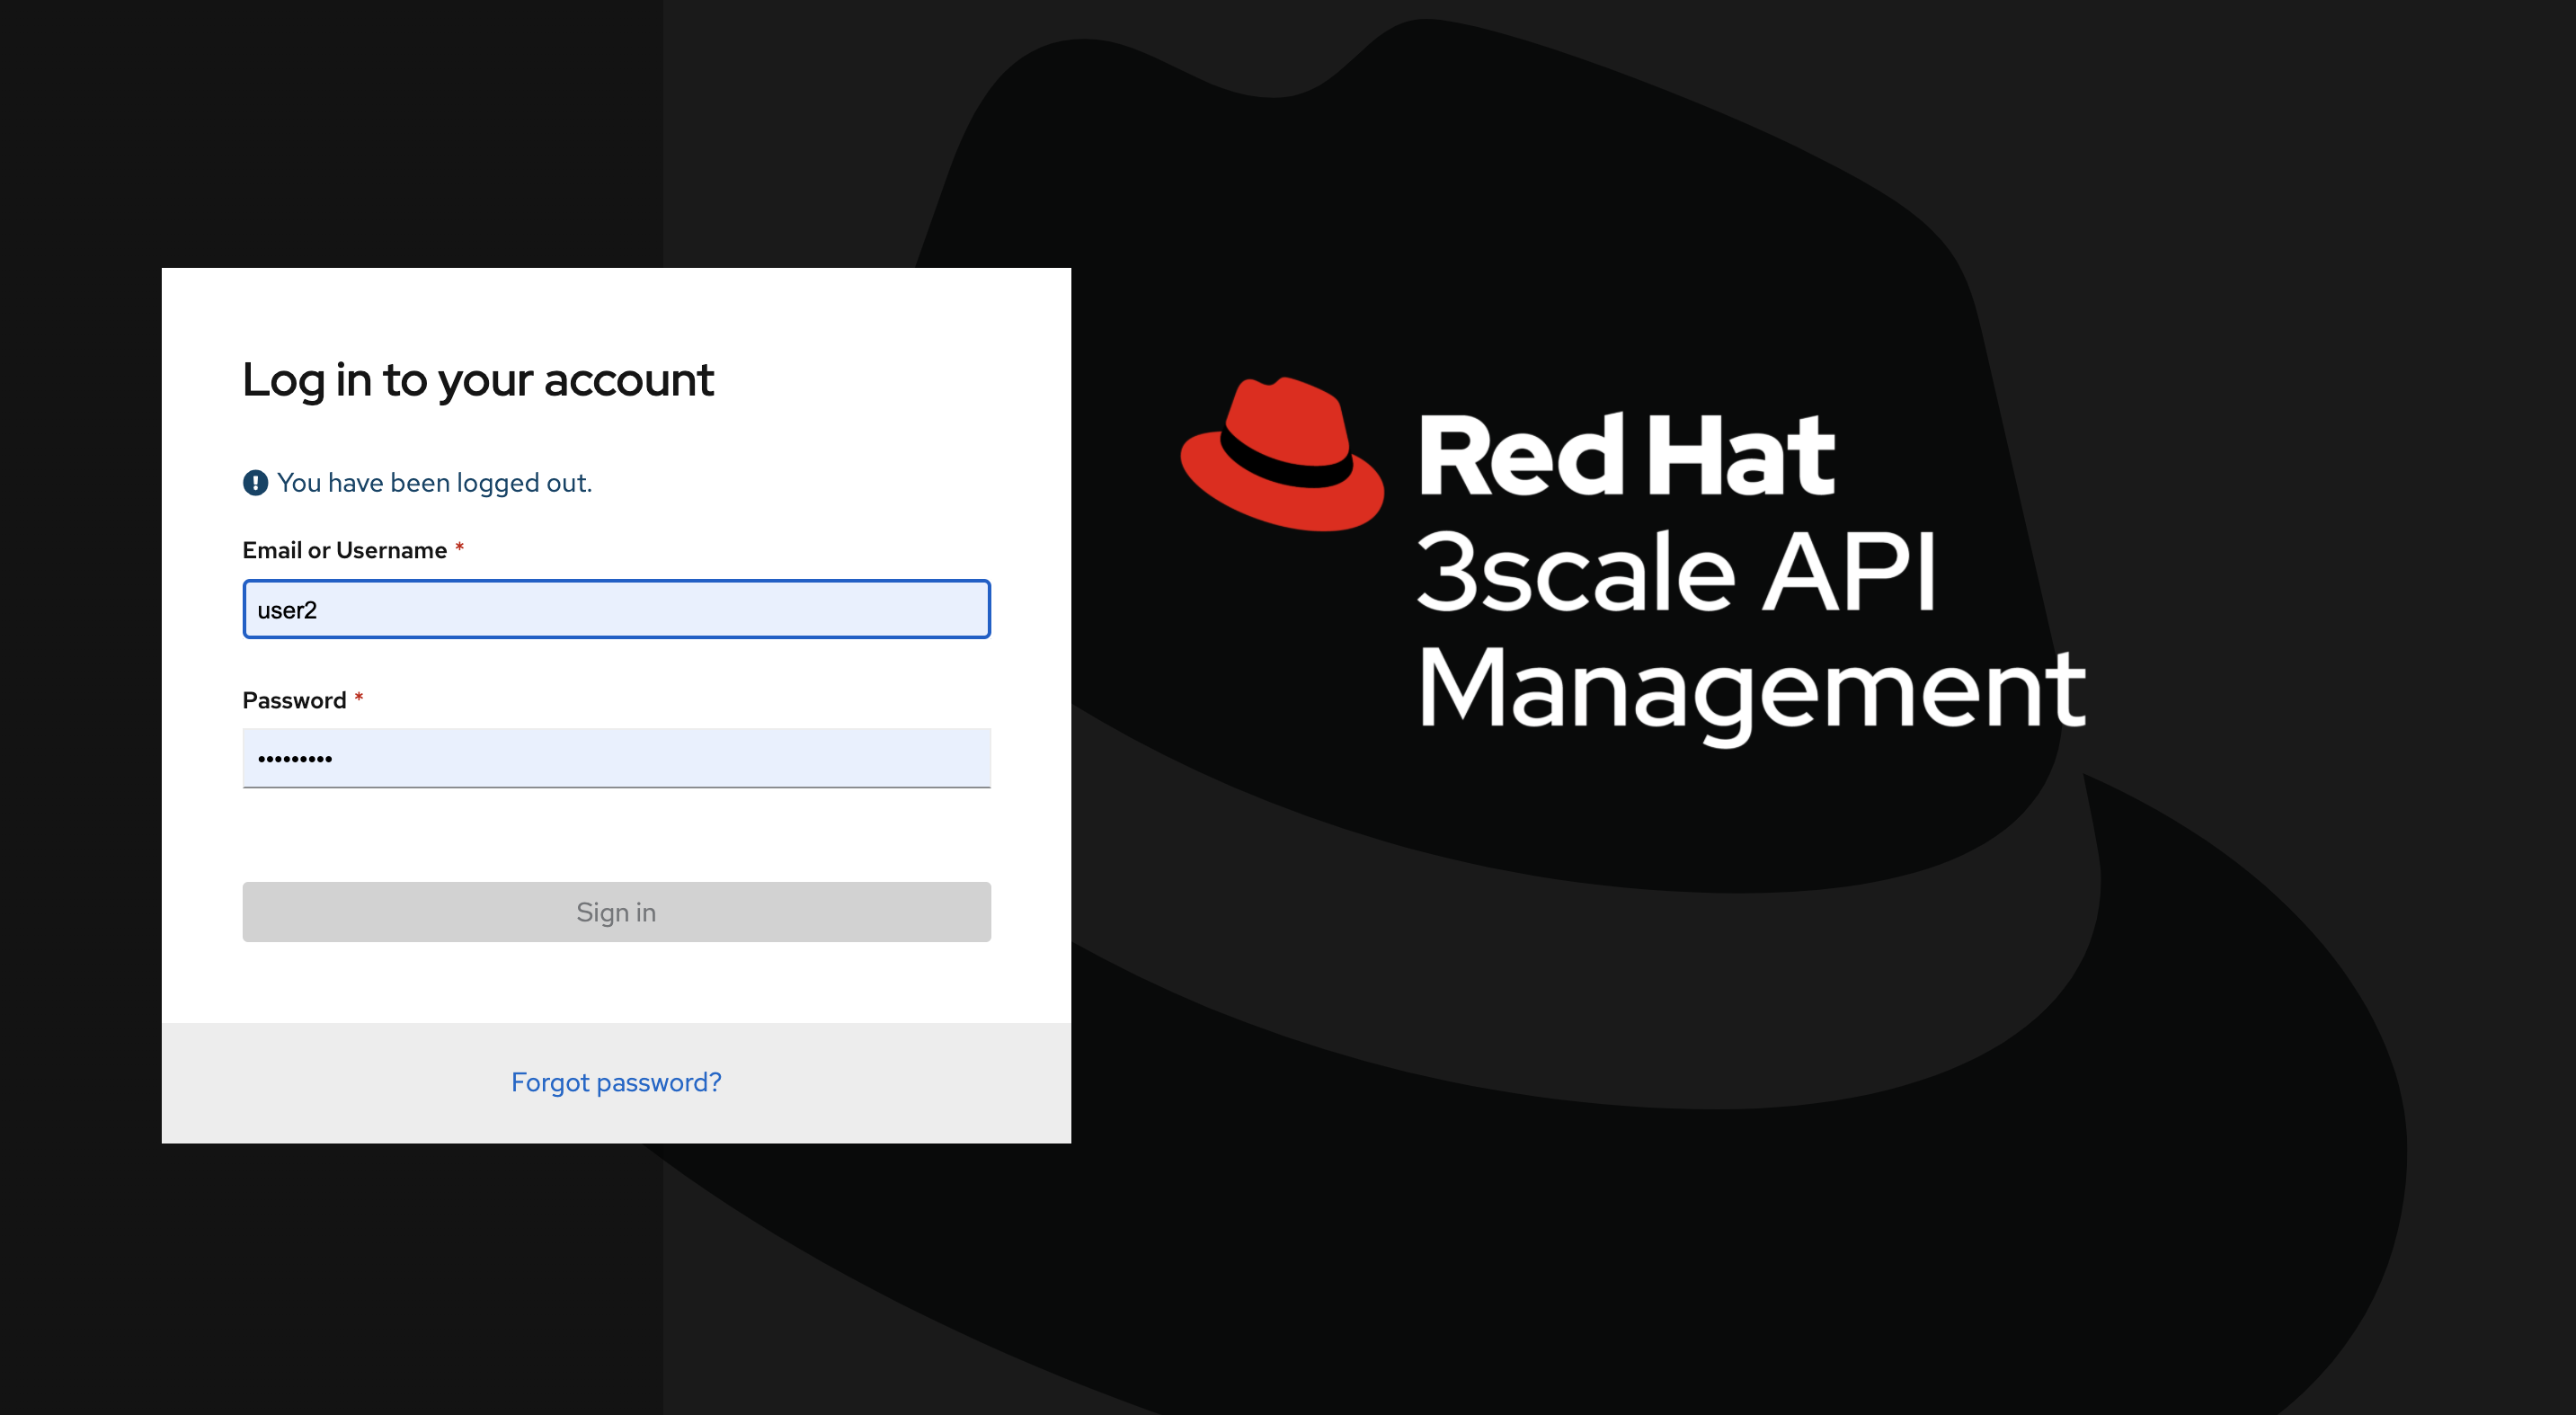 Log in to your account
You have been logged out.
Email or Username *
user2
Password *
•••••••••
Sign in
Forgot password?
Red Hat
3scale API
Management